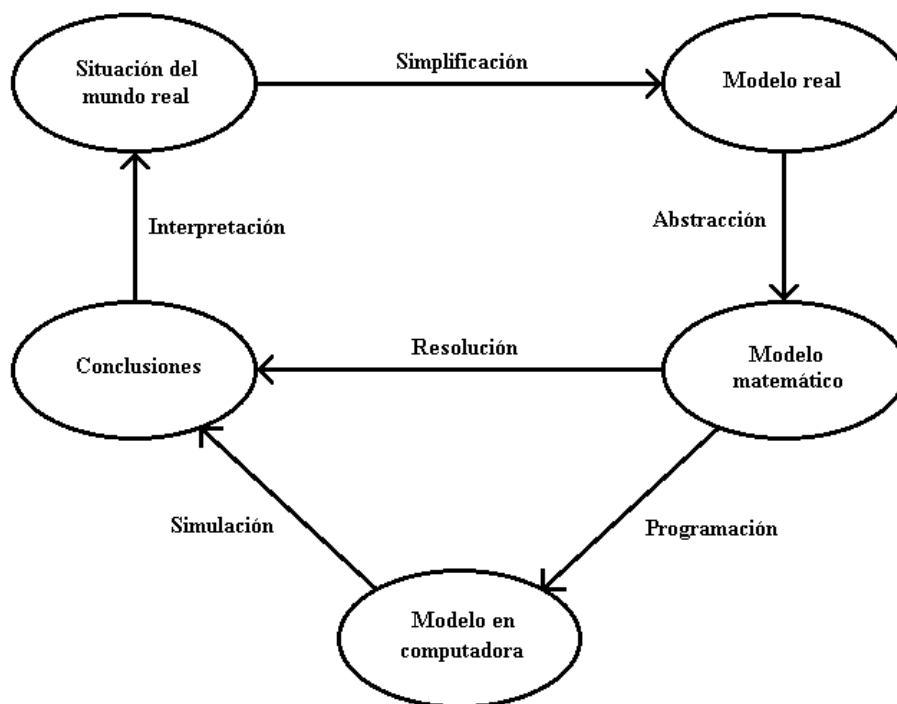 Situación del
mundo real
Simplificación
Modelo real
Interpretación
Abstracción
Conclusiones
Resolución
Modelo
matemático
Simulación
Programación
Modelo en
computadora